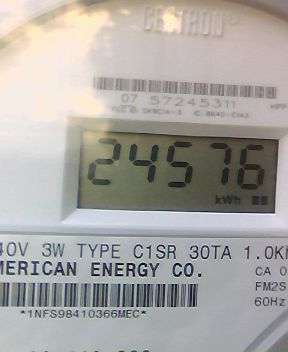 CENTRON
07 57245311
24576
kWh
40V 3W TYPE C1SR 30TA 1.0K
MERICAN ENERGY CO.
CA 0
FM2S
60Hz
*1NFS98410366MEC*